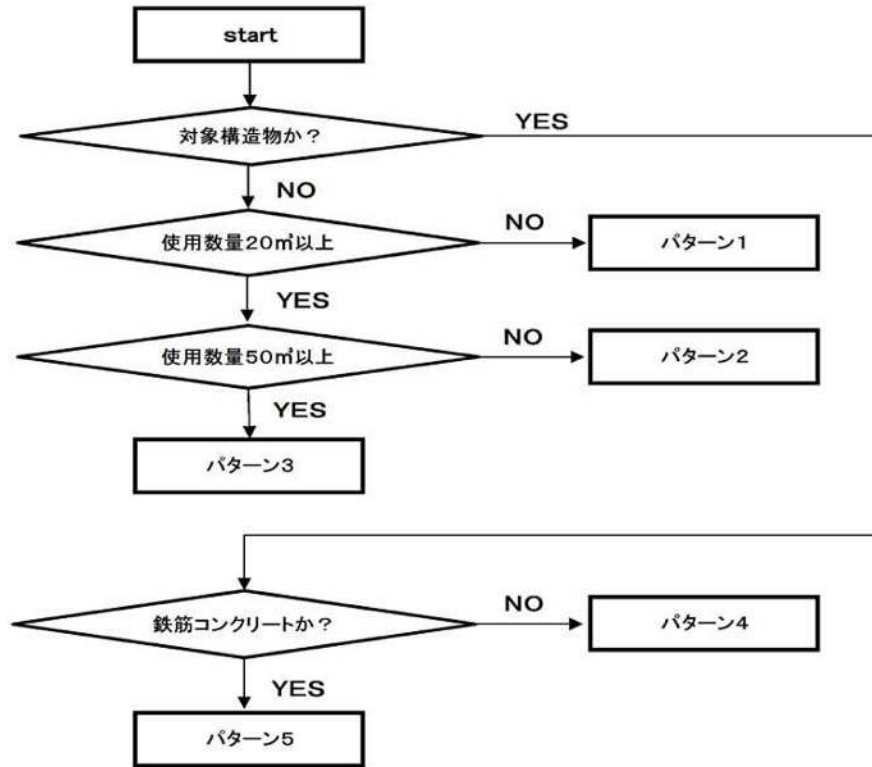 start
対象構造物か？
YES
NO
使用数量20㎥以上
NO
パターン1
YES
使用数量50㎥以上
NO
パターン2
YES
パターン3
鉄筋コンクリートか？
NO
パターン4
YES
パターン5